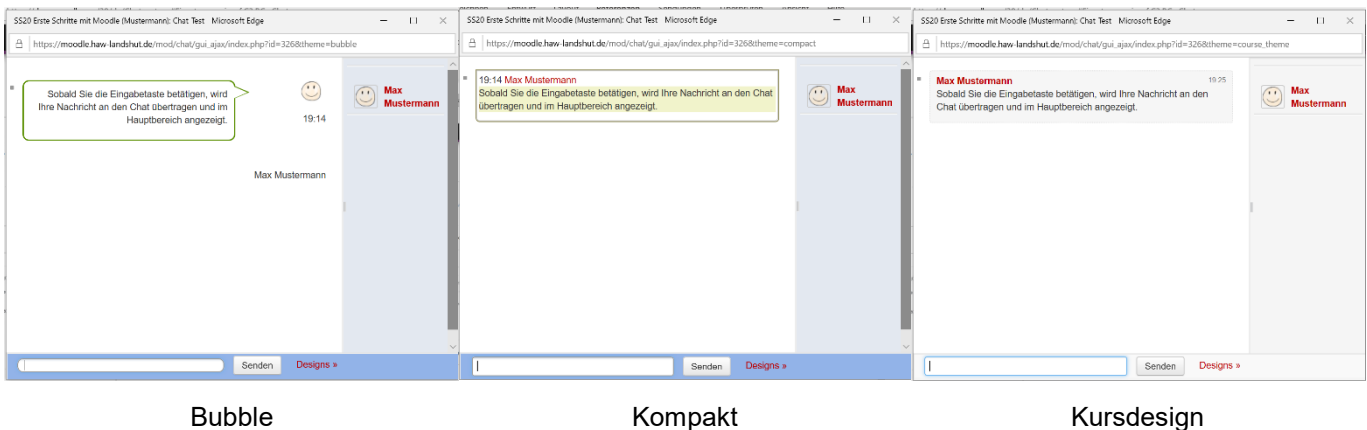 SS20 Erste Schritte mit Moodle (Mustermann): Chat Test Microsoft Edge
https://moodle.haw-landshut.de/mod/chat/gui_ajax/index.php?id=326&theme=bubble
Sobald Sie die Eingabetaste betätigen, wird
Ihre Nachricht an den Chat übertragen und im
Hauptbereich angezeigt.
19:14
Max Mustermann
Max
Mustermann
Senden
Designs »
SS20 Erste Schritte mit Moodle (Mustermann): Chat Test Microsoft Edge
https://moodle.haw-landshut.de/mod/chat/gui_ajax/index.php?id=326&theme=compact
19:14 Max Mustermann
Sobald Sie die Eingabetaste betätigen, wird Ihre Nachricht an den Chat
übertragen und im Hauptbereich angezeigt.
Max
Mustermann
Senden
Designs »
SS20 Erste Schritte mit Moodle (Mustermann): Chat Test Microsoft Edge
https://moodle.haw-landshut.de/mod/chat/gui_ajax/index.php?id=326&theme=course_theme
Max Mustermann 19:25
Sobald Sie die Eingabetaste betätigen, wird Ihre Nachricht an den
Chat übertragen und im Hauptbereich angezeigt.
Max
Mustermann
Senden
Designs »
Bubble
Kompakt
Kursdesign